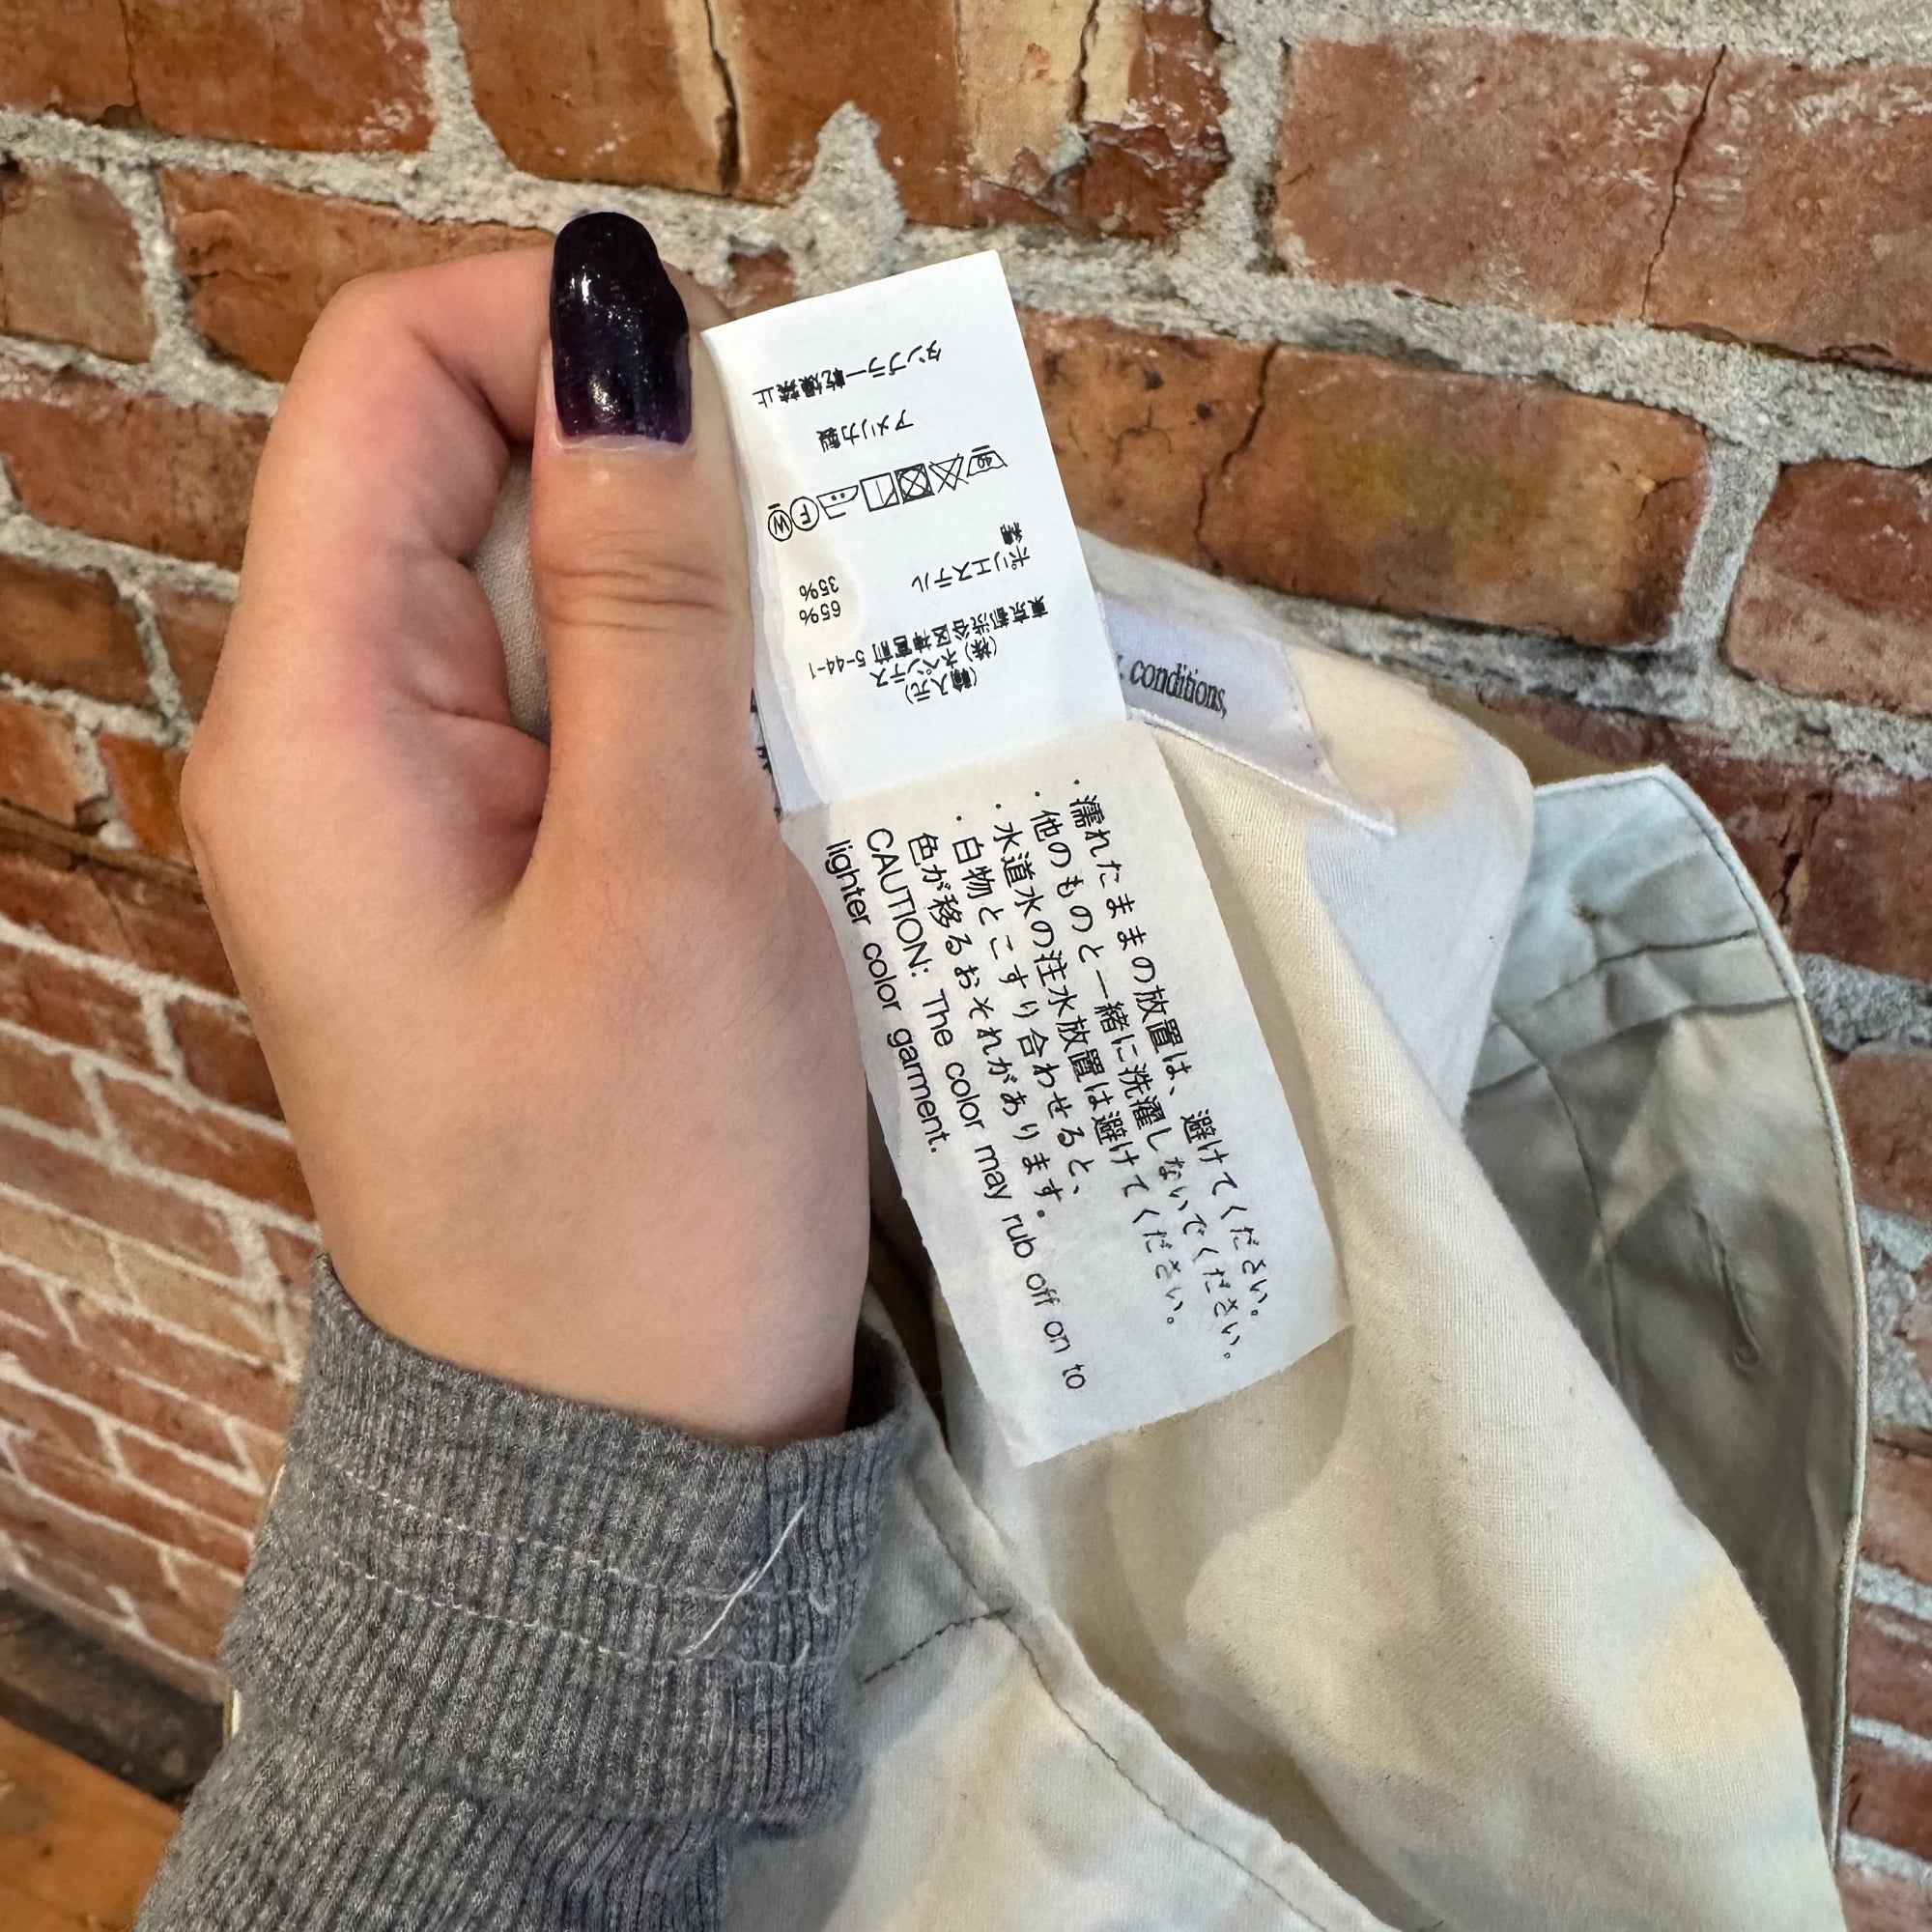 (輸入元)
(株)ネペンテス
東京都渋谷区神宮前 5-44-1
ポリエステル 65%
綿 35%
40 F W
アメリカ製
タンブラー乾燥禁止
conditions,
・濡れたままの放置は、避けてください。
・他のものと一緒に洗濯しないでください。
・水道水の注水放置は避けてください。
・白物とこすり合わせると、
色が移るおそれがあります。
CAUTION: The color may rub off on to
lighter color garment.